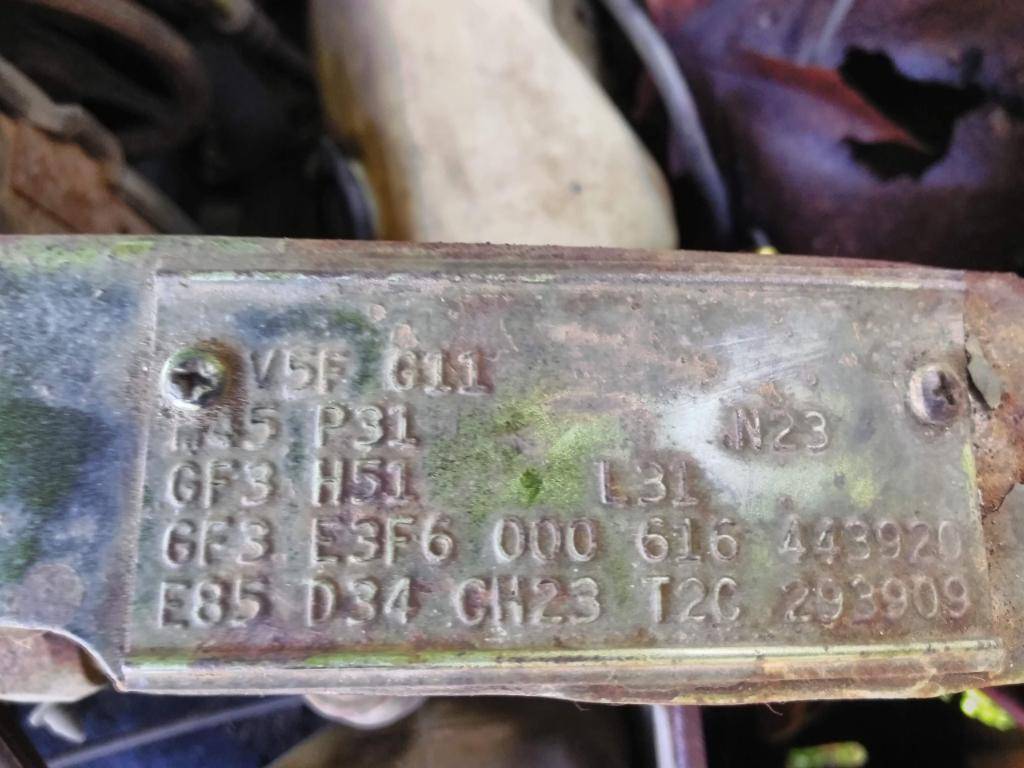 V5F G11
P31 N23
GF3 H51 L31
GF3 E3F6 000 616 443920
E85 D34 CH23 T2C 293909